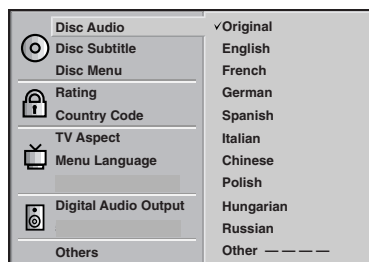 Disc Audio
Disc Subtitle
Disc Menu
Rating
Country Code
TV Aspect
Menu Language
Digital Audio Output
Others
✓Original
English
French
German
Spanish
Italian
Chinese
Polish
Hungarian
Russian
Other — — — —